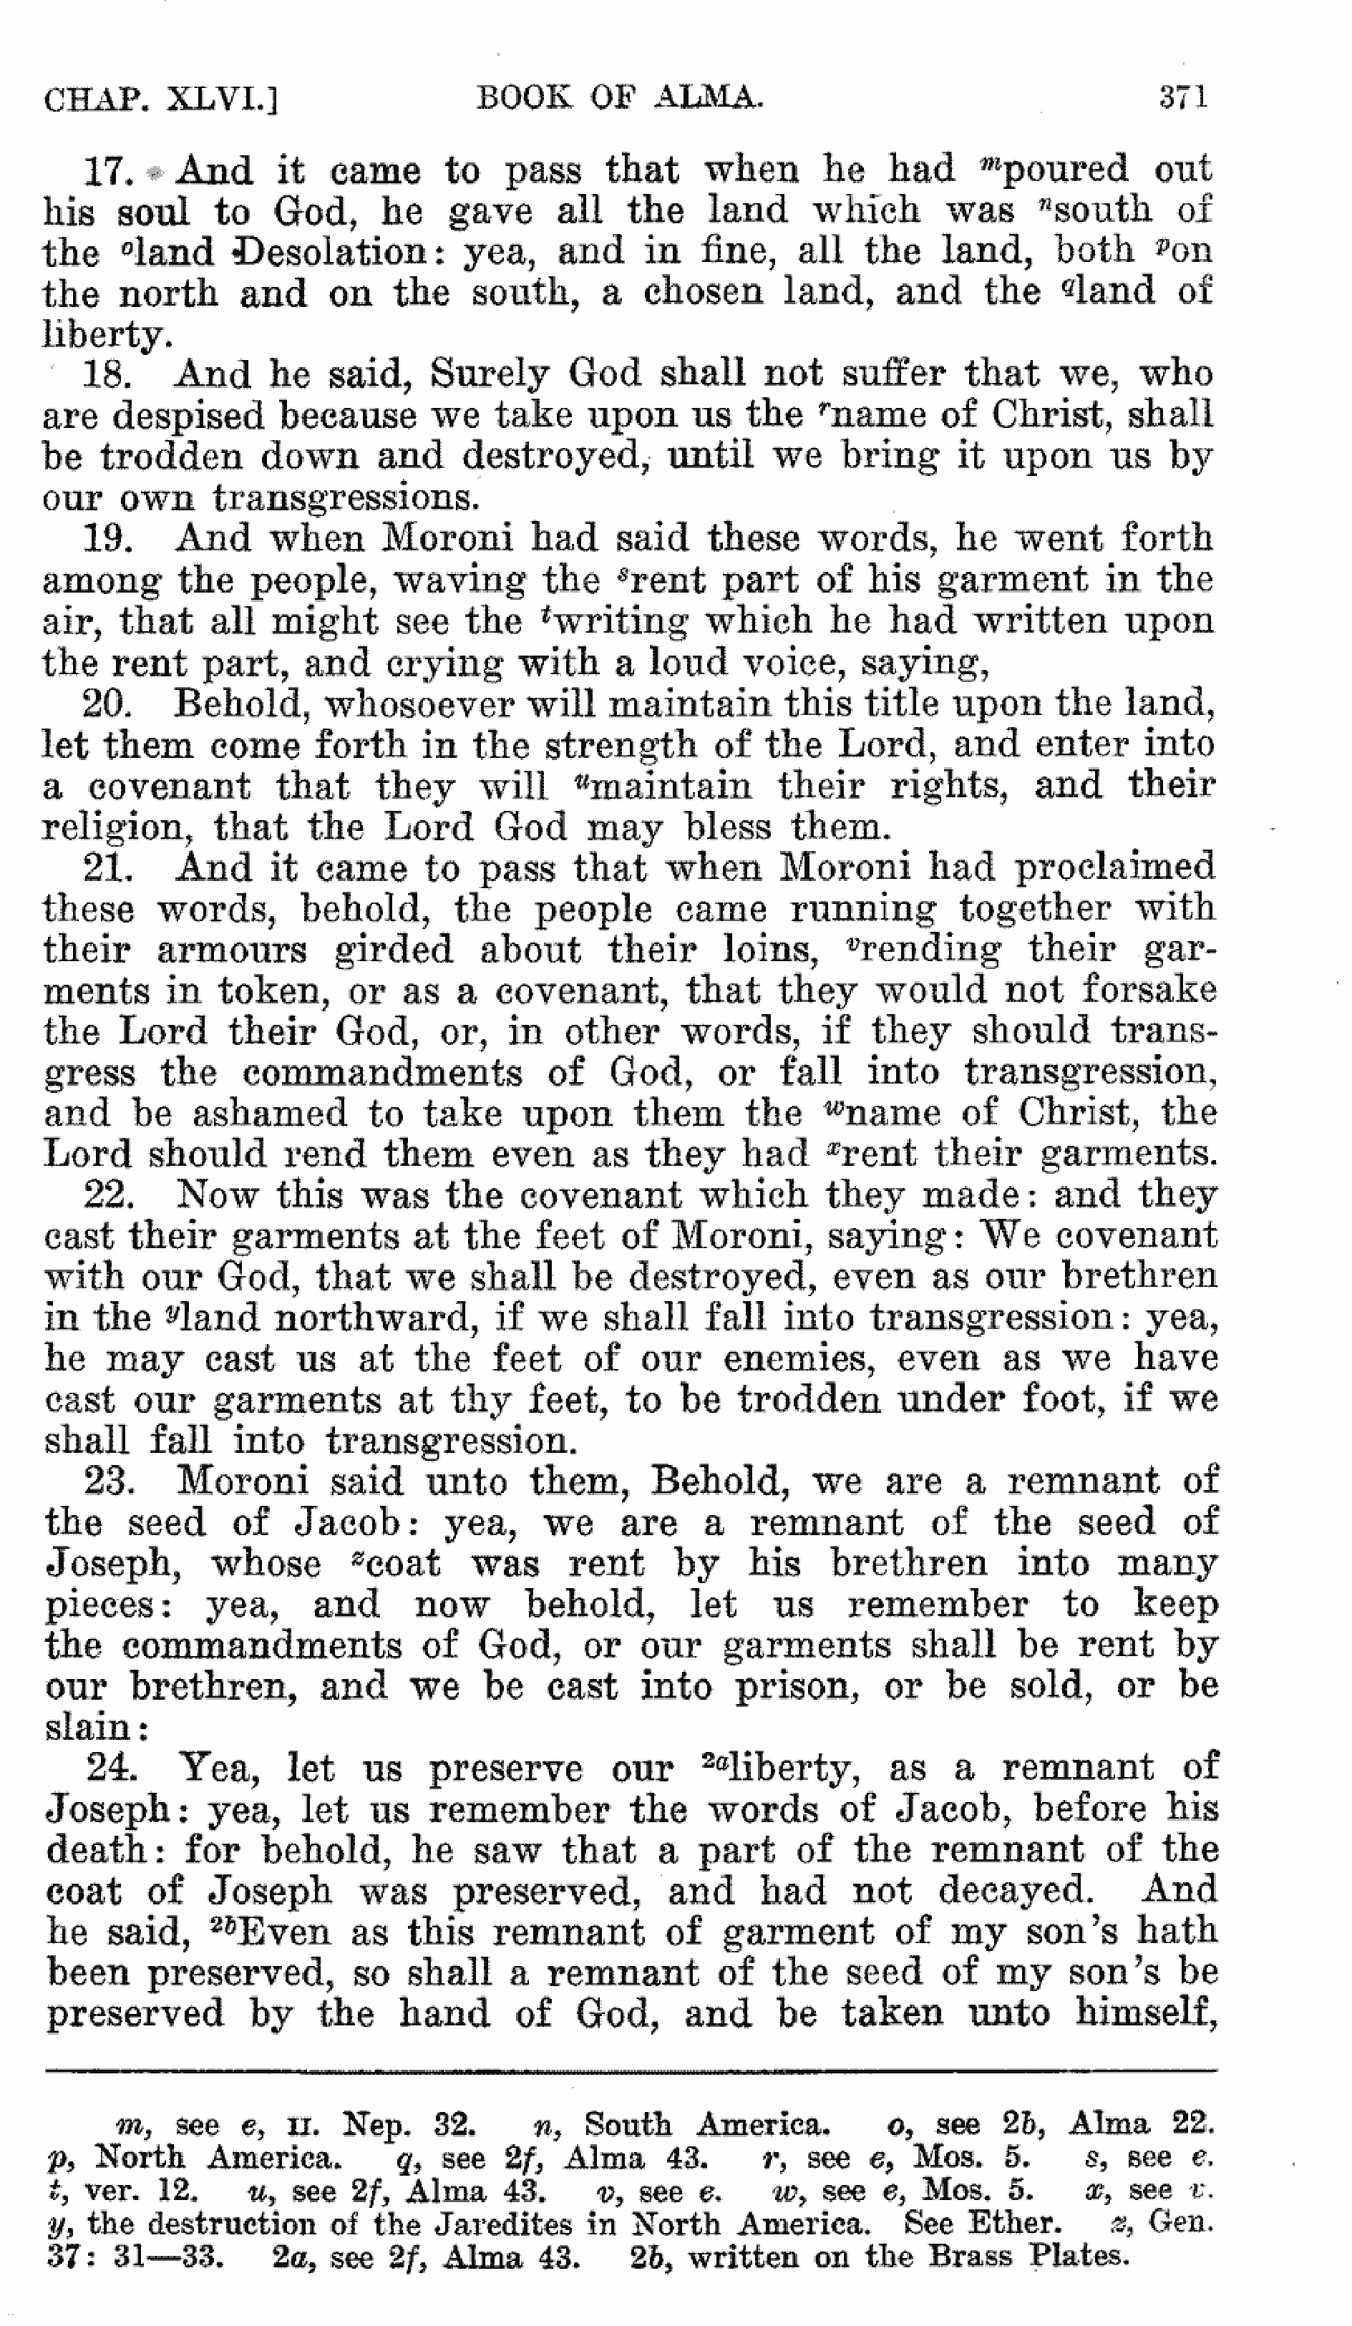 CHAP. XLVI.] BOOK OF ALMA. 371
17. And it came to pass that when he had ᵐpoured out
his soul to God, he gave all the land which was ⁿsouth of
the ᵒland Desolation: yea, and in fine, all the land, both ᵖon
the north and on the south, a chosen land, and the qland of
liberty.
18. And he said, Surely God shall not suffer that we, who
are despised because we take upon us the ʳname of Christ, shall
be trodden down and destroyed, until we bring it upon us by
our own transgressions.
19. And when Moroni had said these words, he went forth
among the people, waving the ˢrent part of his garment in the
air, that all might see the ᵗwriting which he had written upon
the rent part, and crying with a loud voice, saying,
20. Behold, whosoever will maintain this title upon the land,
let them come forth in the strength of the Lord, and enter into
a covenant that they will ᵘmaintain their rights, and their
religion, that the Lord God may bless them.
21. And it came to pass that when Moroni had proclaimed
these words, behold, the people came running together with
their armours girded about their loins, ᵛrending their gar-
ments in token, or as a covenant, that they would not forsake
the Lord their God, or, in other words, if they should trans-
gress the commandments of God, or fall into transgression,
and be ashamed to take upon them the ʷname of Christ, the
Lord should rend them even as they had ˣrent their garments.
22. Now this was the covenant which they made: and they
cast their garments at the feet of Moroni, saying: We covenant
with our God, that we shall be destroyed, even as our brethren
in the ʸland northward, if we shall fall into transgression: yea,
he may cast us at the feet of our enemies, even as we have
cast our garments at thy feet, to be trodden under foot, if we
shall fall into transgression.
23. Moroni said unto them, Behold, we are a remnant of
the seed of Jacob: yea, we are a remnant of the seed of
Joseph, whose ᶻcoat was rent by his brethren into many
pieces: yea, and now behold, let us remember to keep
the commandments of God, or our garments shall be rent by
our brethren, and we be cast into prison, or be sold, or be
slain:
24. Yea, let us preserve our ²ᵃliberty, as a remnant of
Joseph: yea, let us remember the words of Jacob, before his
death: for behold, he saw that a part of the remnant of the
coat of Joseph was preserved, and had not decayed. And
he said, ²ᵇEven as this remnant of garment of my son's hath
been preserved, so shall a remnant of the seed of my son's be
preserved by the hand of God, and be taken unto himself,
m, see e, II. Nep. 32. n, South America. o, see 2b, Alma 22.
p, North America. q, see 2f, Alma 43. r, see e, Mos. 5. s, see e.
t, ver. 12. u, see 2f, Alma 43. v, see e. w, see e, Mos. 5. x, see v.
y, the destruction of the Jaredites in North America. See Ether. z, Gen.
37: 31—33. 2a, see 2f, Alma 43. 2b, written on the Brass Plates.